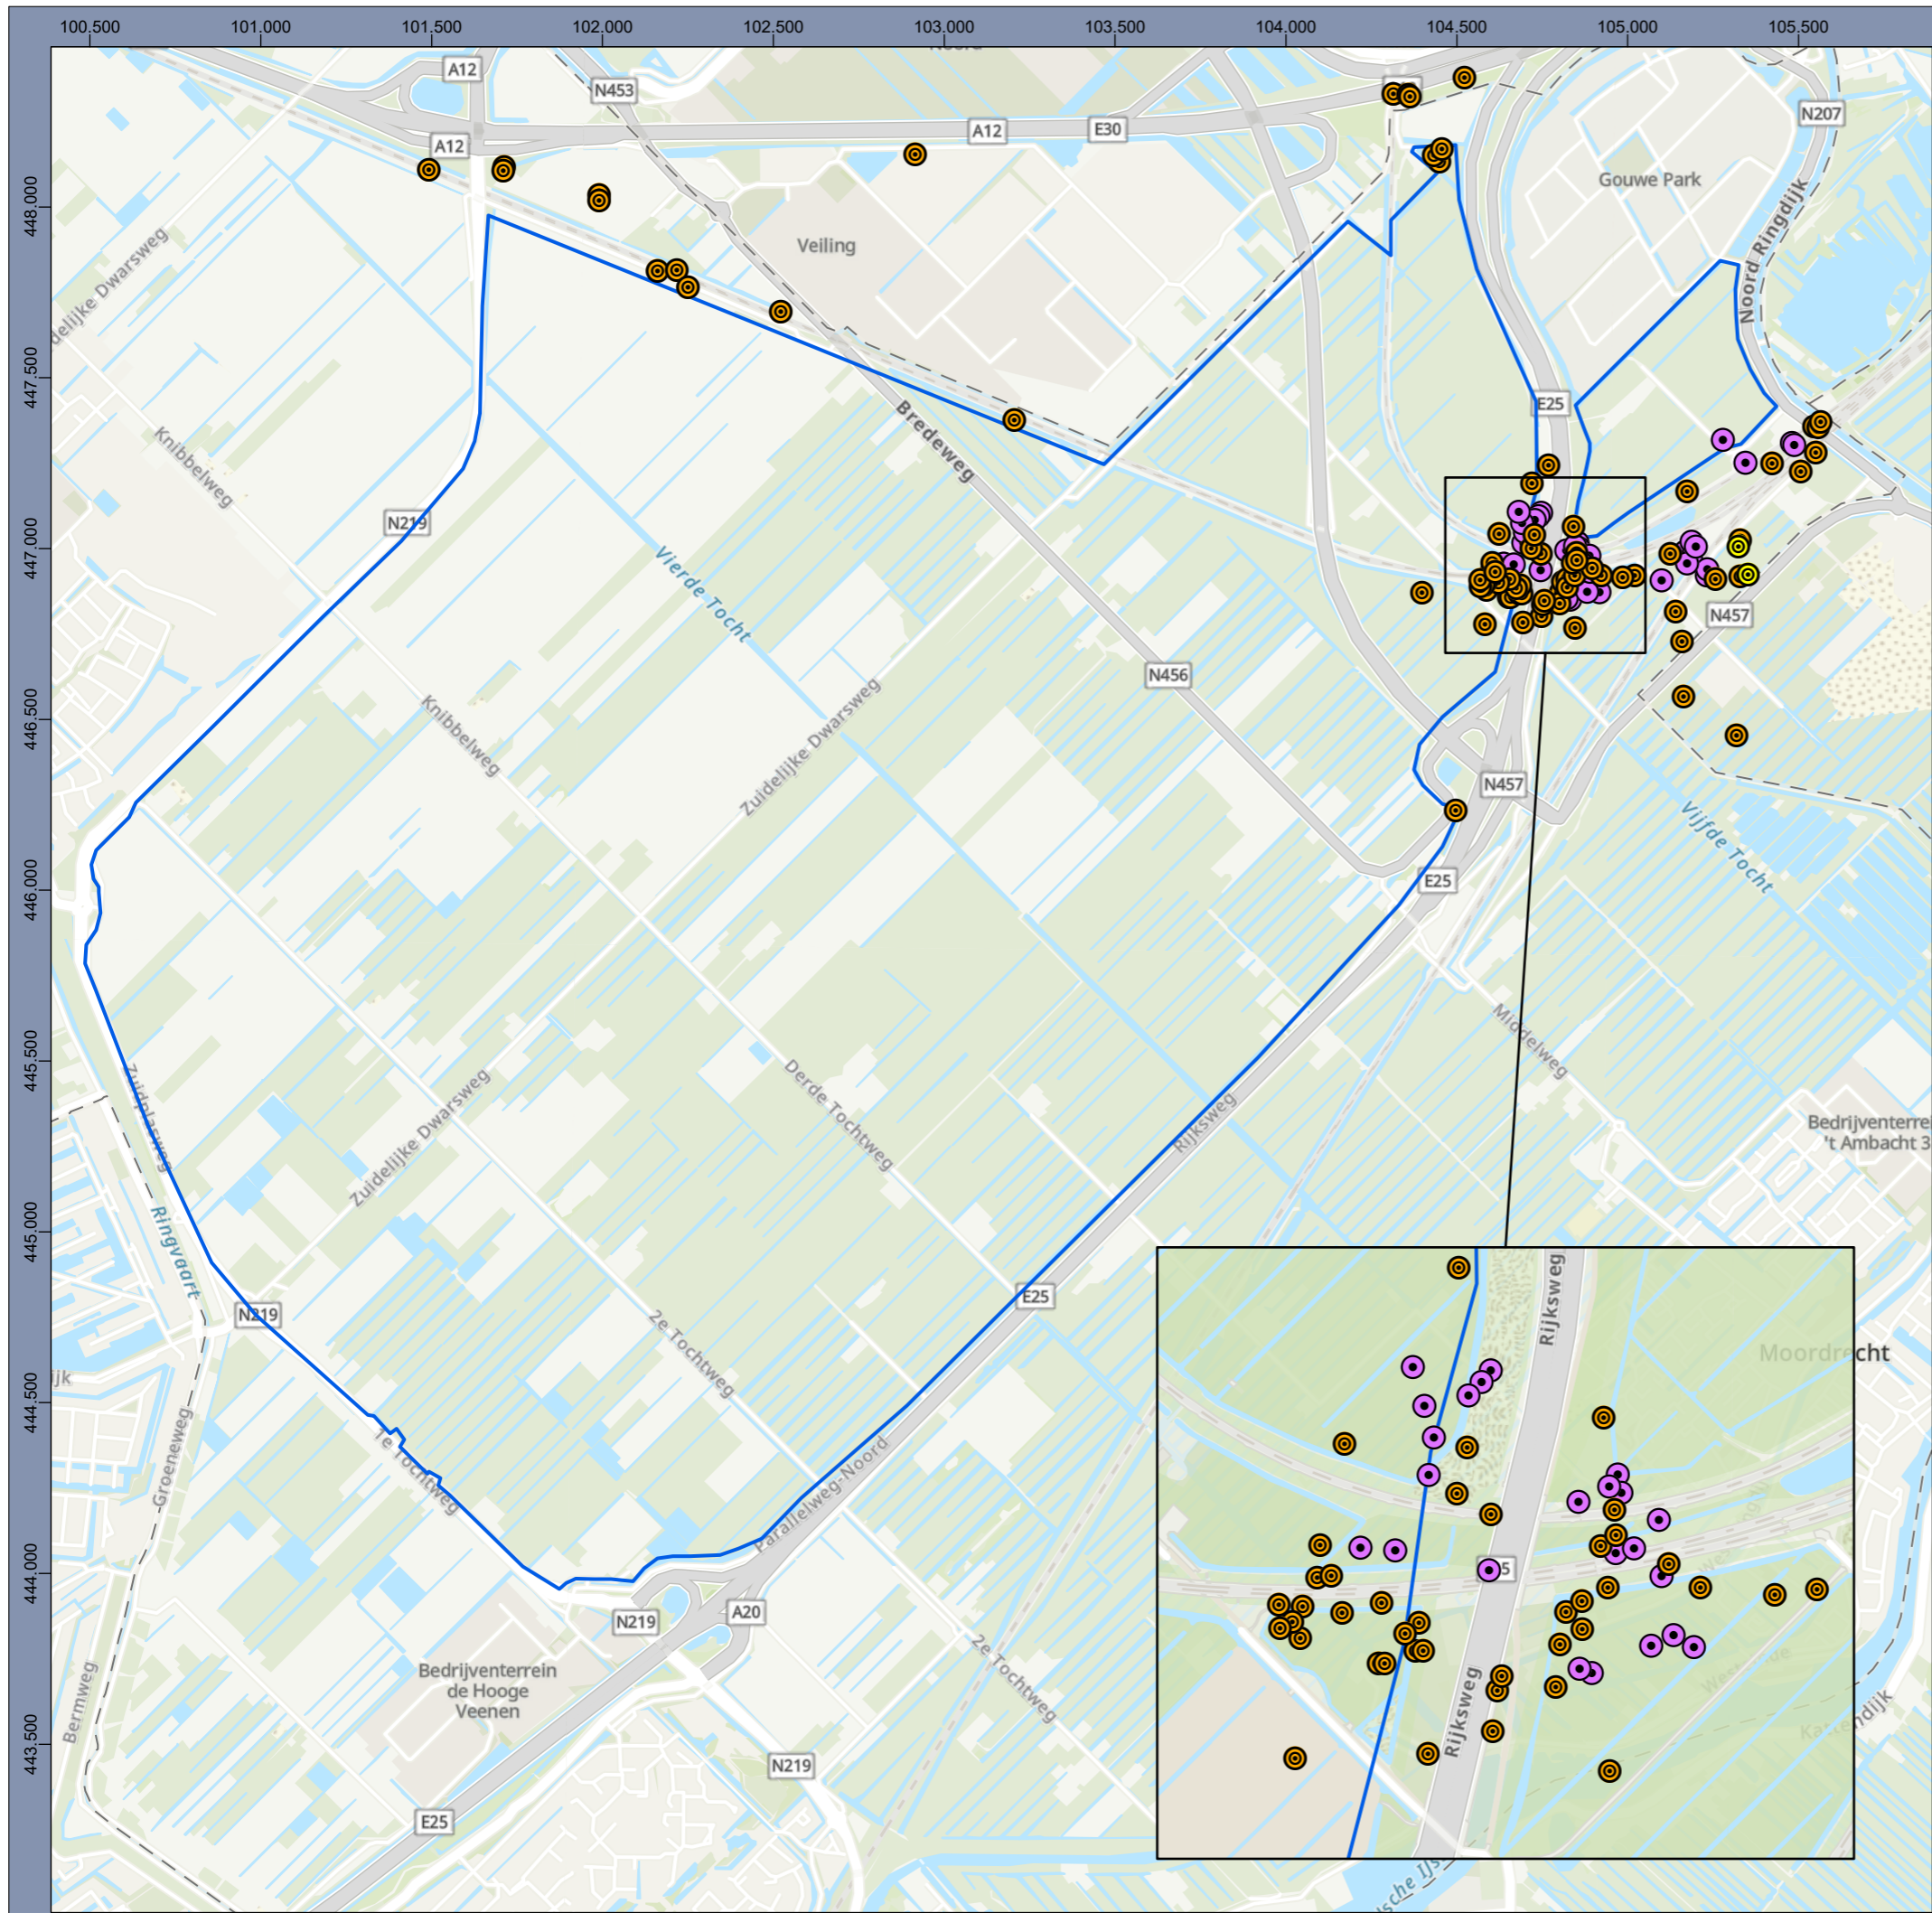 100.500
101.000
101.500
102.000
102.500
103.000
103.500
104.000
104.500
105.000
105.500
448.000
447.500
447.000
446.500
446.000
445.500
445.000
444.500
444.000
443.500
A12
N453
A12
A12
E30
N207
Gouwe Park
Noord Ringdijk
Veiling
delijke Dwarsweg
E25
Bredeweg
Knibbelweg
N219
Vierde Tocht
N457
N456
Zuidelijke Dwarsweg
Knibbelweg
N457
Vijfde Tocht
E25
Middelweg
Zuidplasweg
Derde Tochtweg
Zuidelijke Dwarsweg
Rijksweg
Bedrijventerrei
't Ambacht 3
Ringvaart
N219
E25
2e Tochtweg
Rijksweg
Moordrecht
ijk
Groeneweg
1e Tochtweg
Parallelweg-Noord
N219
A20
2e Tochtweg
Bedrijventerrein
de Hooge
Veenen
Bermweg
Rijksweg
N219
E25